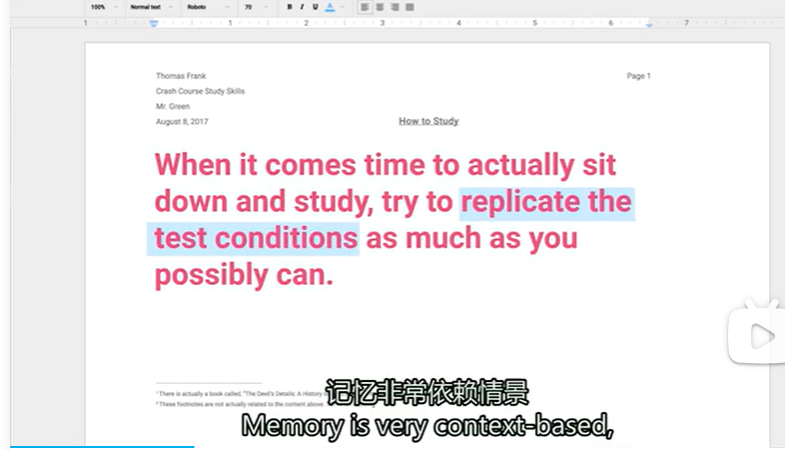 100% Normal text Roboto 70 B I U A
1 1 2 3 4 5 6 7
Thomas Frank Page 1
Crash Course Study Skills
Mr. Green
August 8, 2017
How to Study
When it comes time to actually sit
down and study, try to replicate the
test conditions as much as you
possibly can.
¹ There is actually a book called, "The Devil's Details: A History
² These footnotes are not actually related to the content above.
记忆非常依赖情景
Memory is very context-based,